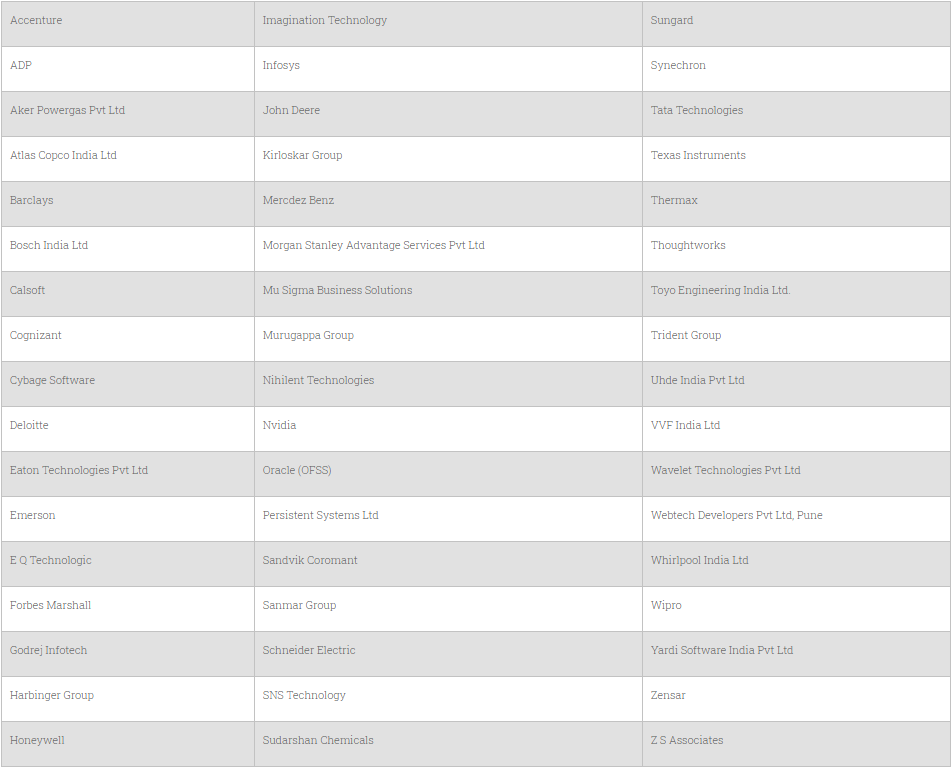 Accenture Imagination Technology Sungard
ADP Infosys Synechron
Aker Powergas Pvt Ltd John Deere Tata Technologies
Atlas Copco India Ltd Kirloskar Group Texas Instruments
Barclays Mercdez Benz Thermax
Bosch India Ltd Morgan Stanley Advantage Services Pvt Ltd Thoughtworks
Calsoft Mu Sigma Business Solutions Toyo Engineering India Ltd.
Cognizant Murugappa Group Trident Group
Cybage Software Nihilent Technologies Uhde India Pvt Ltd
Deloitte Nvidia VVF India Ltd
Eaton Technologies Pvt Ltd Oracle (OFSS) Wavelet Technologies Pvt Ltd
Emerson Persistent Systems Ltd Webtech Developers Pvt Ltd, Pune
E Q Technologic Sandvik Coromant Whirlpool India Ltd
Forbes Marshall Sanmar Group Wipro
Godrej Infotech Schneider Electric Yardi Software India Pvt Ltd
Harbinger Group SNS Technology Zensar
Honeywell Sudarshan Chemicals Z S Associates